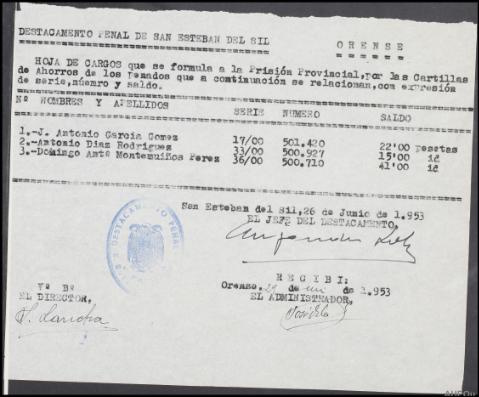 DESTACAMENTO PENAL DE SAN ESTEBAN DEL SIL
ORENSE
HOJA DE CARGOS que se formula a la Prisión Provincial,por las Cartillas
de Ahorros de los penados que a continuación se relacionan,con expresión
de serie,número y saldo.
Nº NOMBRES Y APELLIDOS SERIE NUMERO SALDO
1.-J. Antonio García Gomez 17/00 501.420 22'00 pesetas
2.-Antonio Diaz Rodriguez 33/00 500.927 15'00 id
3.-Domingo Antº Montemuiños Perez 36/00 500.710 41'00 id
San Esteban del Sil,26 de Junio de 1.953
EL JEFE DEL DESTACAMENTO,
DESTACAMENTO PENAL
RECIBI:
Orense, de de 1.953
EL ADMINISTRADOR,
Vº Bº
EL DIRECTOR,